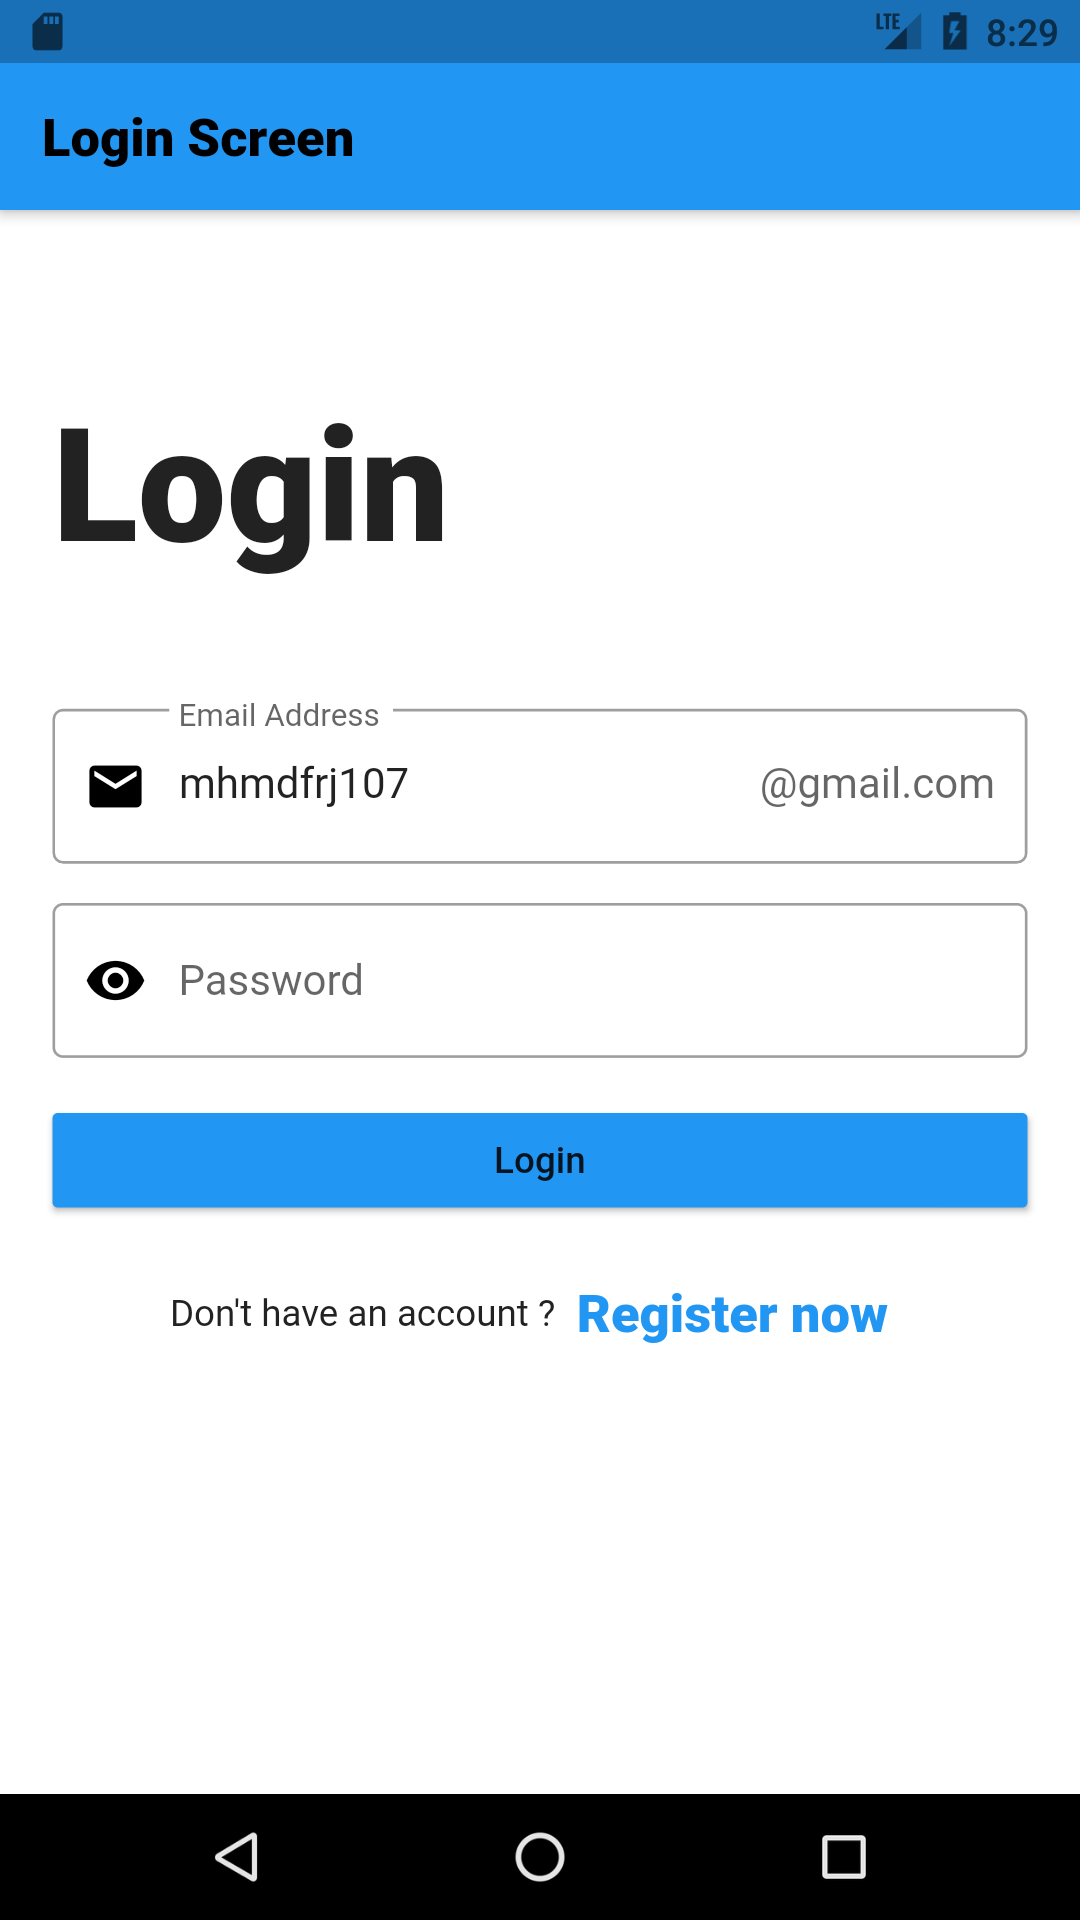 LTE 8:29
Login Screen
Login
Email Address
mhmdfrj107 @gmail.com
Password
Login
Don't have an account ? Register now